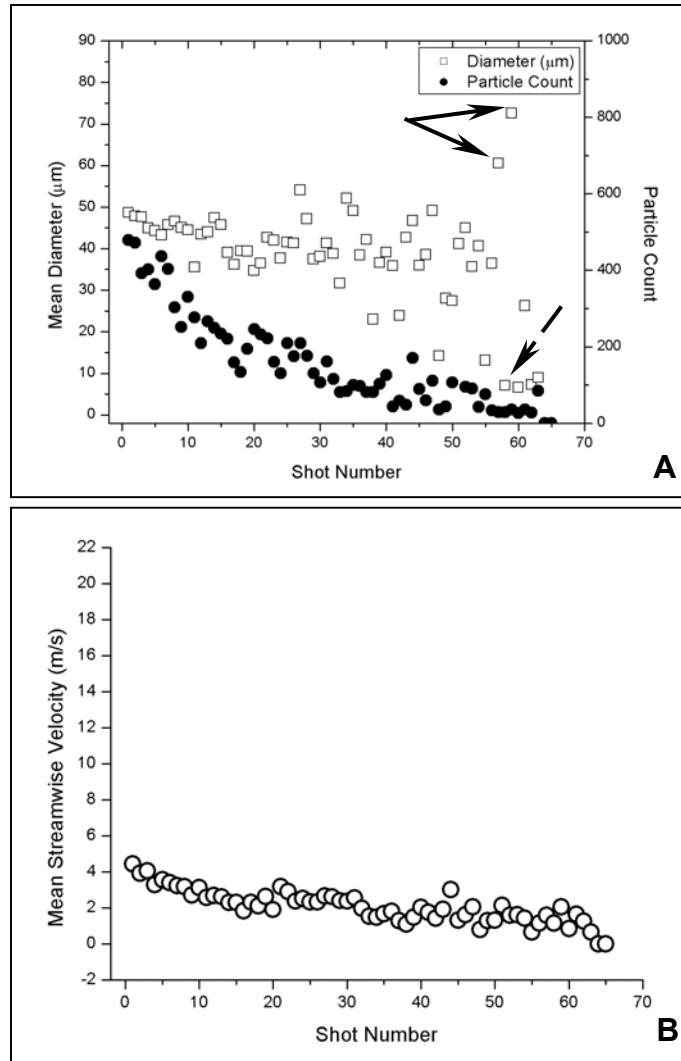 90
80
70
60
50
40
30
20
10
0
Mean Diameter (μm)
Diameter (μm)
Particle Count
1000
800
600
400
200
0
Particle Count
0 10 20 30 40 50 60 70
Shot Number
A
22
20
18
16
14
12
10
8
6
4
2
0
-2
Mean Streamwise Velocity (m/s)
0 10 20 30 40 50 60 70
Shot Number
B